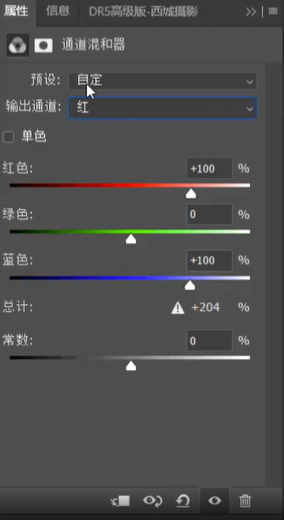 属性 信息 DR5高级版-西城摄影
通道混和器
预设: 自定
输出通道: 红
单色
红色: +100 %
绿色: 0 %
蓝色: +100 %
总计: +204 %
常数: 0 %